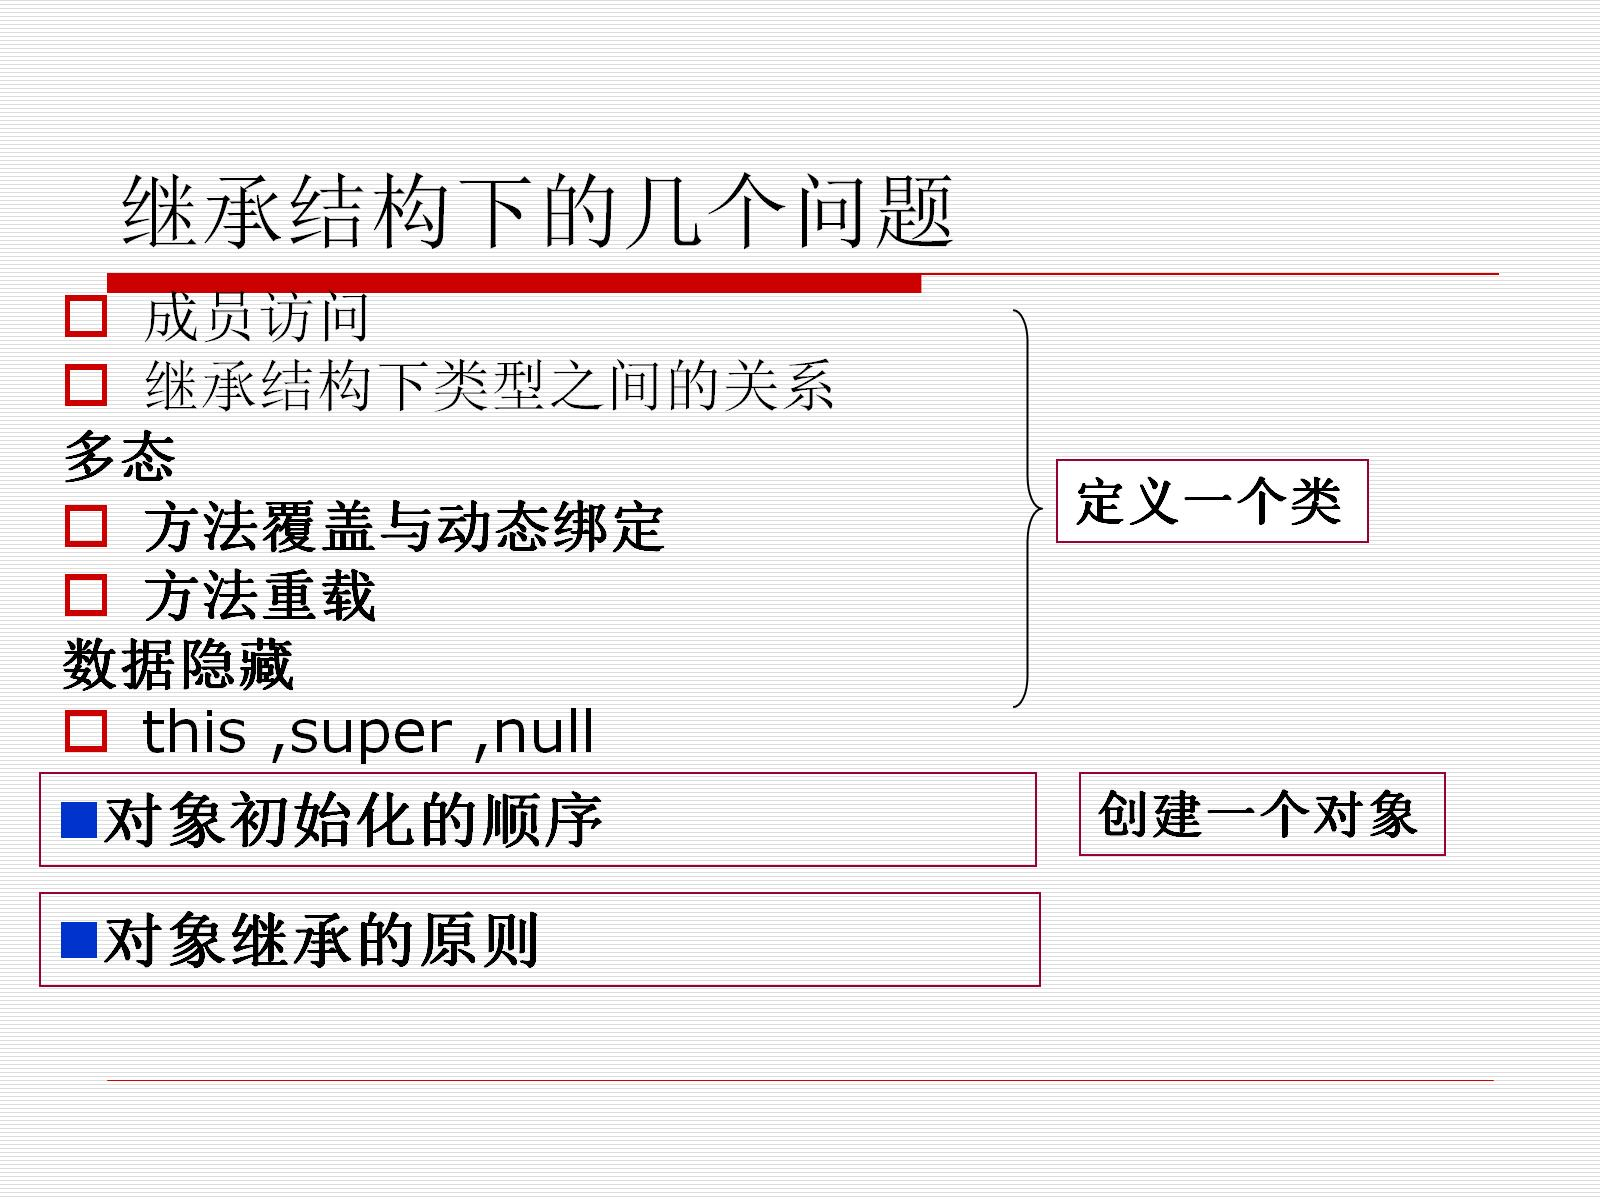 继承结构下的几个问题
成员访问
继承结构下类型之间的关系
多态
方法覆盖与动态绑定
方法重载
数据隐藏
this ,super ,null
定义一个类
对象初始化的顺序
创建一个对象
对象继承的原则